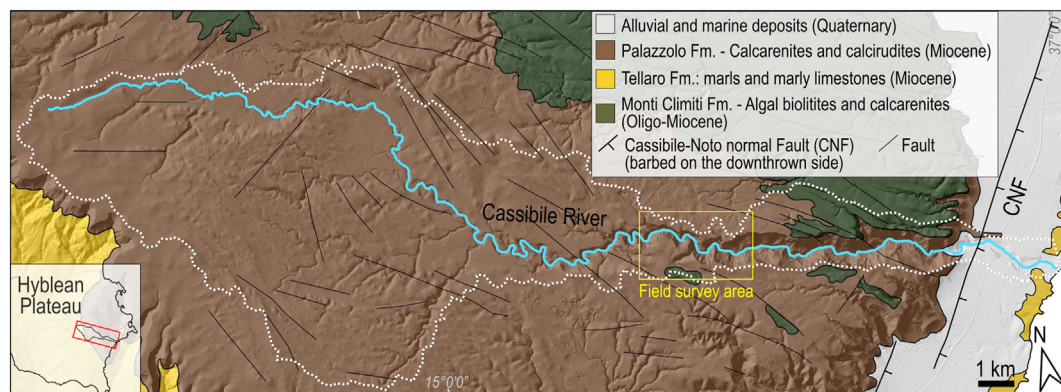 Alluvial and marine deposits (Quaternary)
Palazzolo Fm. - Calcarenites and calcirudites (Miocene)
Tellaro Fm.: marls and marly limestones (Miocene)
Monti Climiti Fm. - Algal biolitites and calcarenites
(Oligo-Miocene)
Cassibile-Noto normal Fault (CNF)
(barbed on the downthrown side)
Fault
CNF
Cassibile River
Field survey area
Hyblean
Plateau
15°0'0"
N
1 km